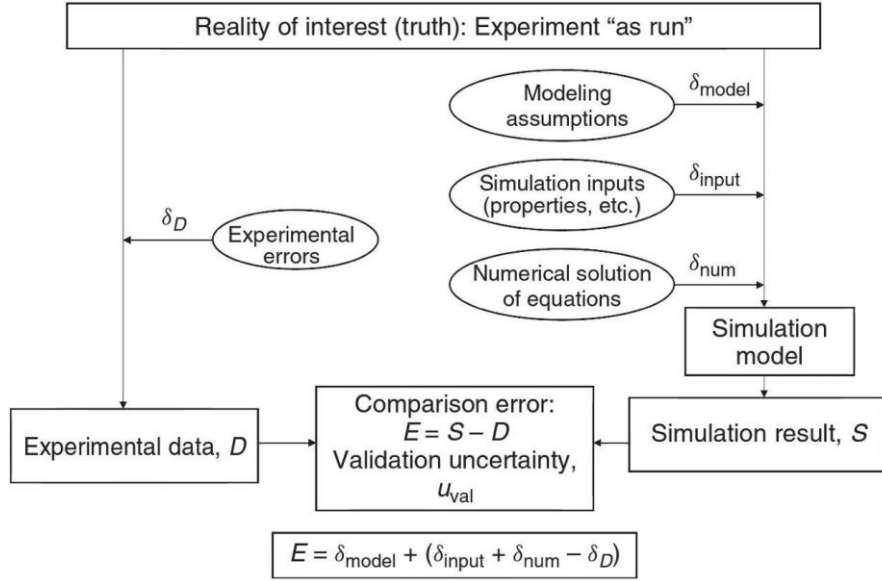 Reality of interest (truth): Experiment “as run”
Modeling
assumptions
δmodel
Simulation inputs
(properties, etc.)
δinput
δD
Experimental
errors
Numerical solution
of equations
δnum
Simulation
model
Experimental data, D
Comparison error:
E = S – D
Validation uncertainty,
uval
Simulation result, S
E = δmodel + (δinput + δnum – δD)